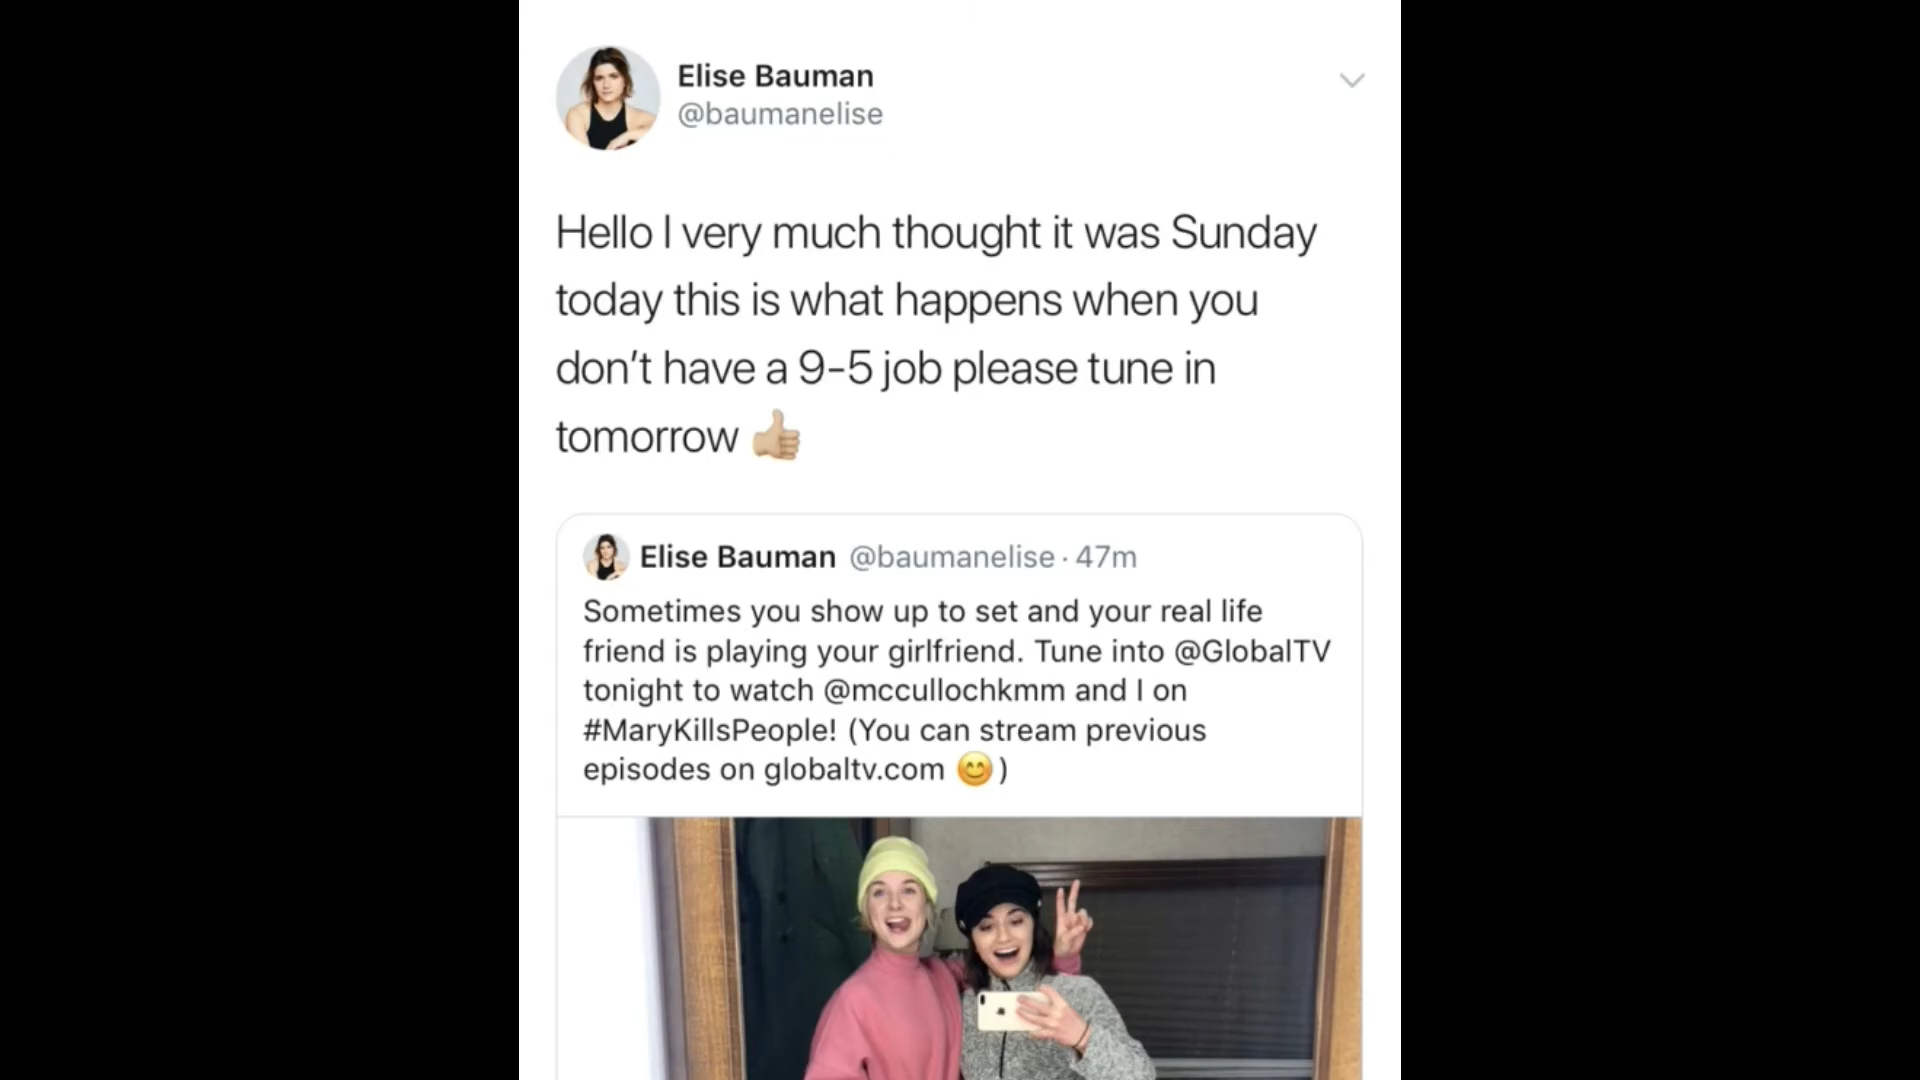 Elise Bauman
@baumanelise
Hello I very much thought it was Sunday
today this is what happens when you
don't have a 9-5 job please tune in
tomorrow 👍🏼
Elise Bauman @baumanelise · 47m
Sometimes you show up to set and your real life
friend is playing your girlfriend. Tune into @GlobalTV
tonight to watch @mccullochkmm and I on
#MaryKillsPeople! (You can stream previous
episodes on globaltv.com 😊)